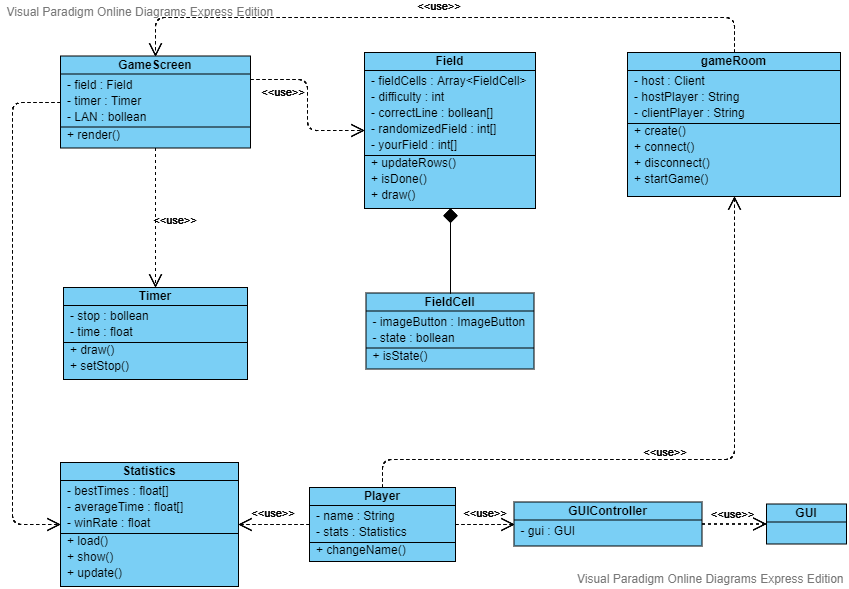 Visual Paradigm Online Diagrams Express Edition
<<use>>
GameScreen
- field : Field
- timer : Timer
- LAN : bollean
+ render()
<<use>>
Field
- fieldCells : Array<FieldCell>
- difficulty : int
- correctLine : bollean[]
- randomizedField : int[]
- yourField : int[]
+ updateRows()
+ isDone()
+ draw()
gameRoom
- host : Client
- hostPlayer : String
- clientPlayer : String
+ create()
+ connect()
+ disconnect()
+ startGame()
<<use>>
Timer
- stop : bollean
- time : float
+ draw()
+ setStop()
FieldCell
- imageButton : ImageButton
- state : bollean
+ isState()
<<use>>
Statistics
- bestTimes : float[]
- averageTime : float[]
- winRate : float
+ load()
+ show()
+ update()
<<use>>
Player
- name : String
- stats : Statistics
+ changeName()
<<use>>
GUIController
- gui : GUI
<<use>>
GUI
Visual Paradigm Online Diagrams Express Edition